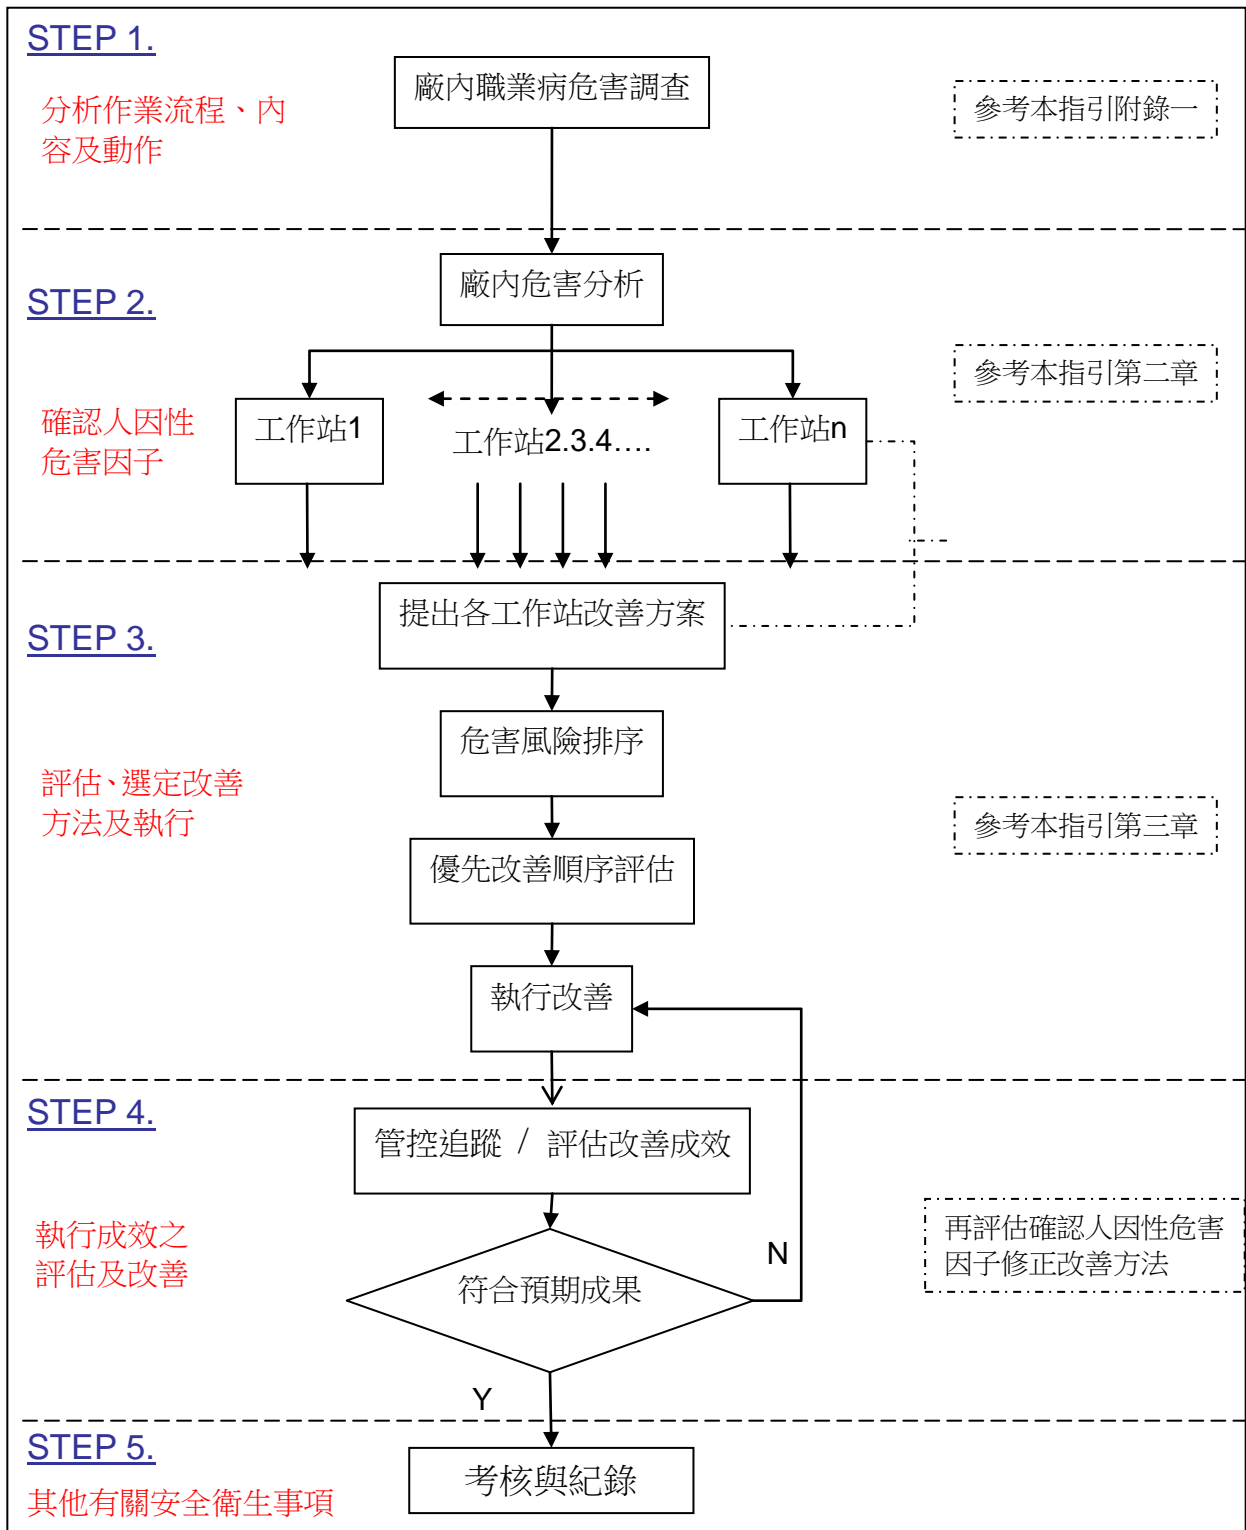 STEP 1.
廠內職業病危害調查
分析作業流程、內
容及動作
參考本指引附錄一
廠內危害分析
STEP 2.
參考本指引第二章
確認人因性
危害因子
工作站1
工作站2.3.4….
工作站n
提出各工作站改善方案
STEP 3.
危害風險排序
評估、選定改善
方法及執行
參考本指引第三章
優先改善順序評估
執行改善
STEP 4.
管控追蹤 / 評估改善成效
執行成效之
評估及改善
再評估確認人因性危害
因子修正改善方法
N
符合預期成果
Y
STEP 5.
考核與紀錄
其他有關安全衛生事項